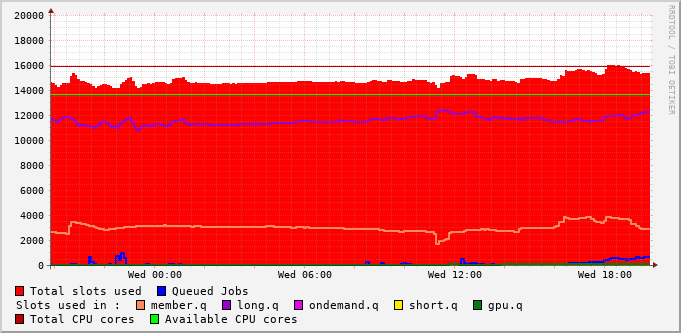 20000
18000
16000
14000
12000
10000
8000
6000
4000
2000
0
Wed 00:00 Wed 06:00 Wed 12:00 Wed 18:00
RRDTOOL / TOBI OETIKER
Total slots used Queued Jobs
Slots used in : member.q long.q ondemand.q short.q gpu.q
Total CPU cores Available CPU cores